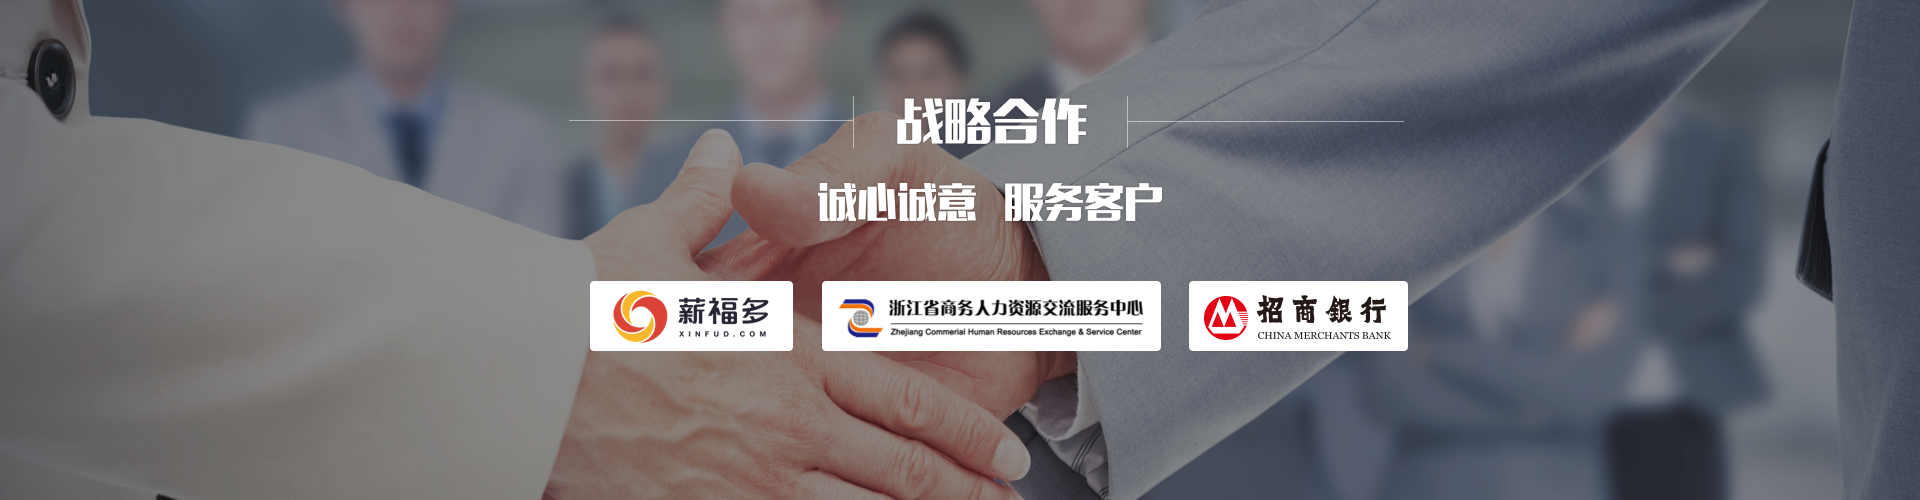 战略合作
诚心诚意 服务客户
薪福多
XINFUD.COM
浙江省商务人力资源交流服务中心
Zhejiang Commerial Human Resources Exchange & Service Center
招商银行
CHINA MERCHANTS BANK